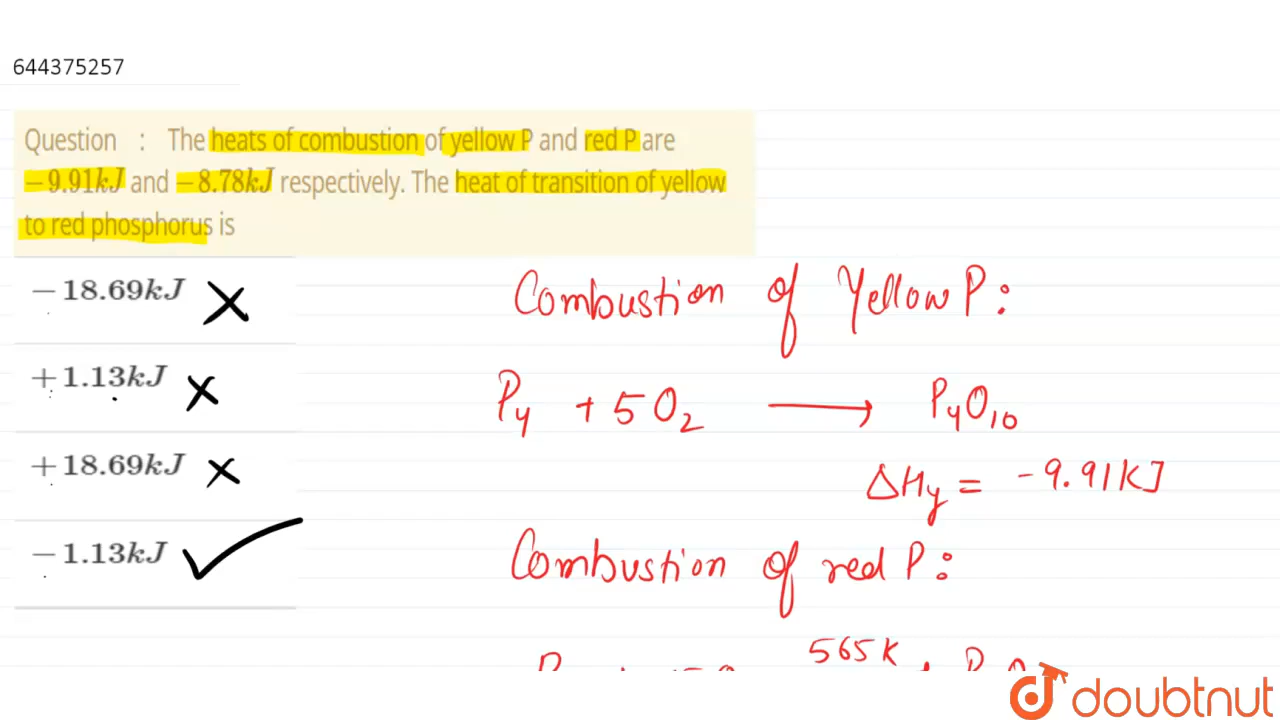 644375257
Question : The heats of combustion of yellow P and red P are
−9.91kJ and −8.78kJ respectively. The heat of transition of yellow
to red phosphorus is
−18.69kJ
+1.13kJ
+18.69kJ
−1.13kJ
Combustion of Yellow P:
P4 + 5O2 → P4O10
ΔHy = -9.91KJ
Combustion of red P:
565K
doubtnut